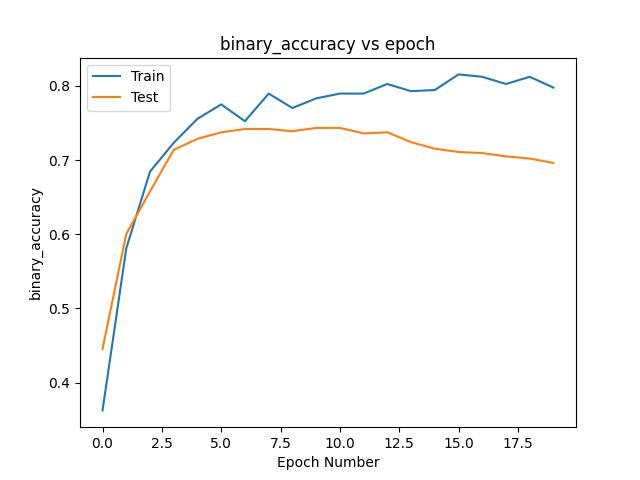 binary_accuracy vs epoch
Train
Test
0.8
0.7
0.6
0.5
0.4
binary_accuracy
0.0 2.5 5.0 7.5 10.0 12.5 15.0 17.5
Epoch Number